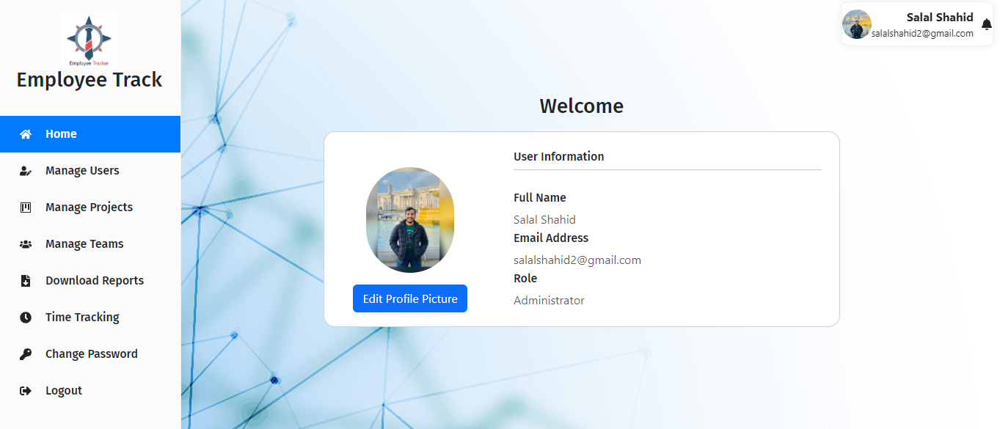 Employee Tracker
Employee Track
Home
Manage Users
Manage Projects
Manage Teams
Download Reports
Time Tracking
Change Password
Logout
Salal Shahid
salalshahid2@gmail.com
Welcome
Edit Profile Picture
User Information
Full Name
Salal Shahid
Email Address
salalshahid2@gmail.com
Role
Administrator